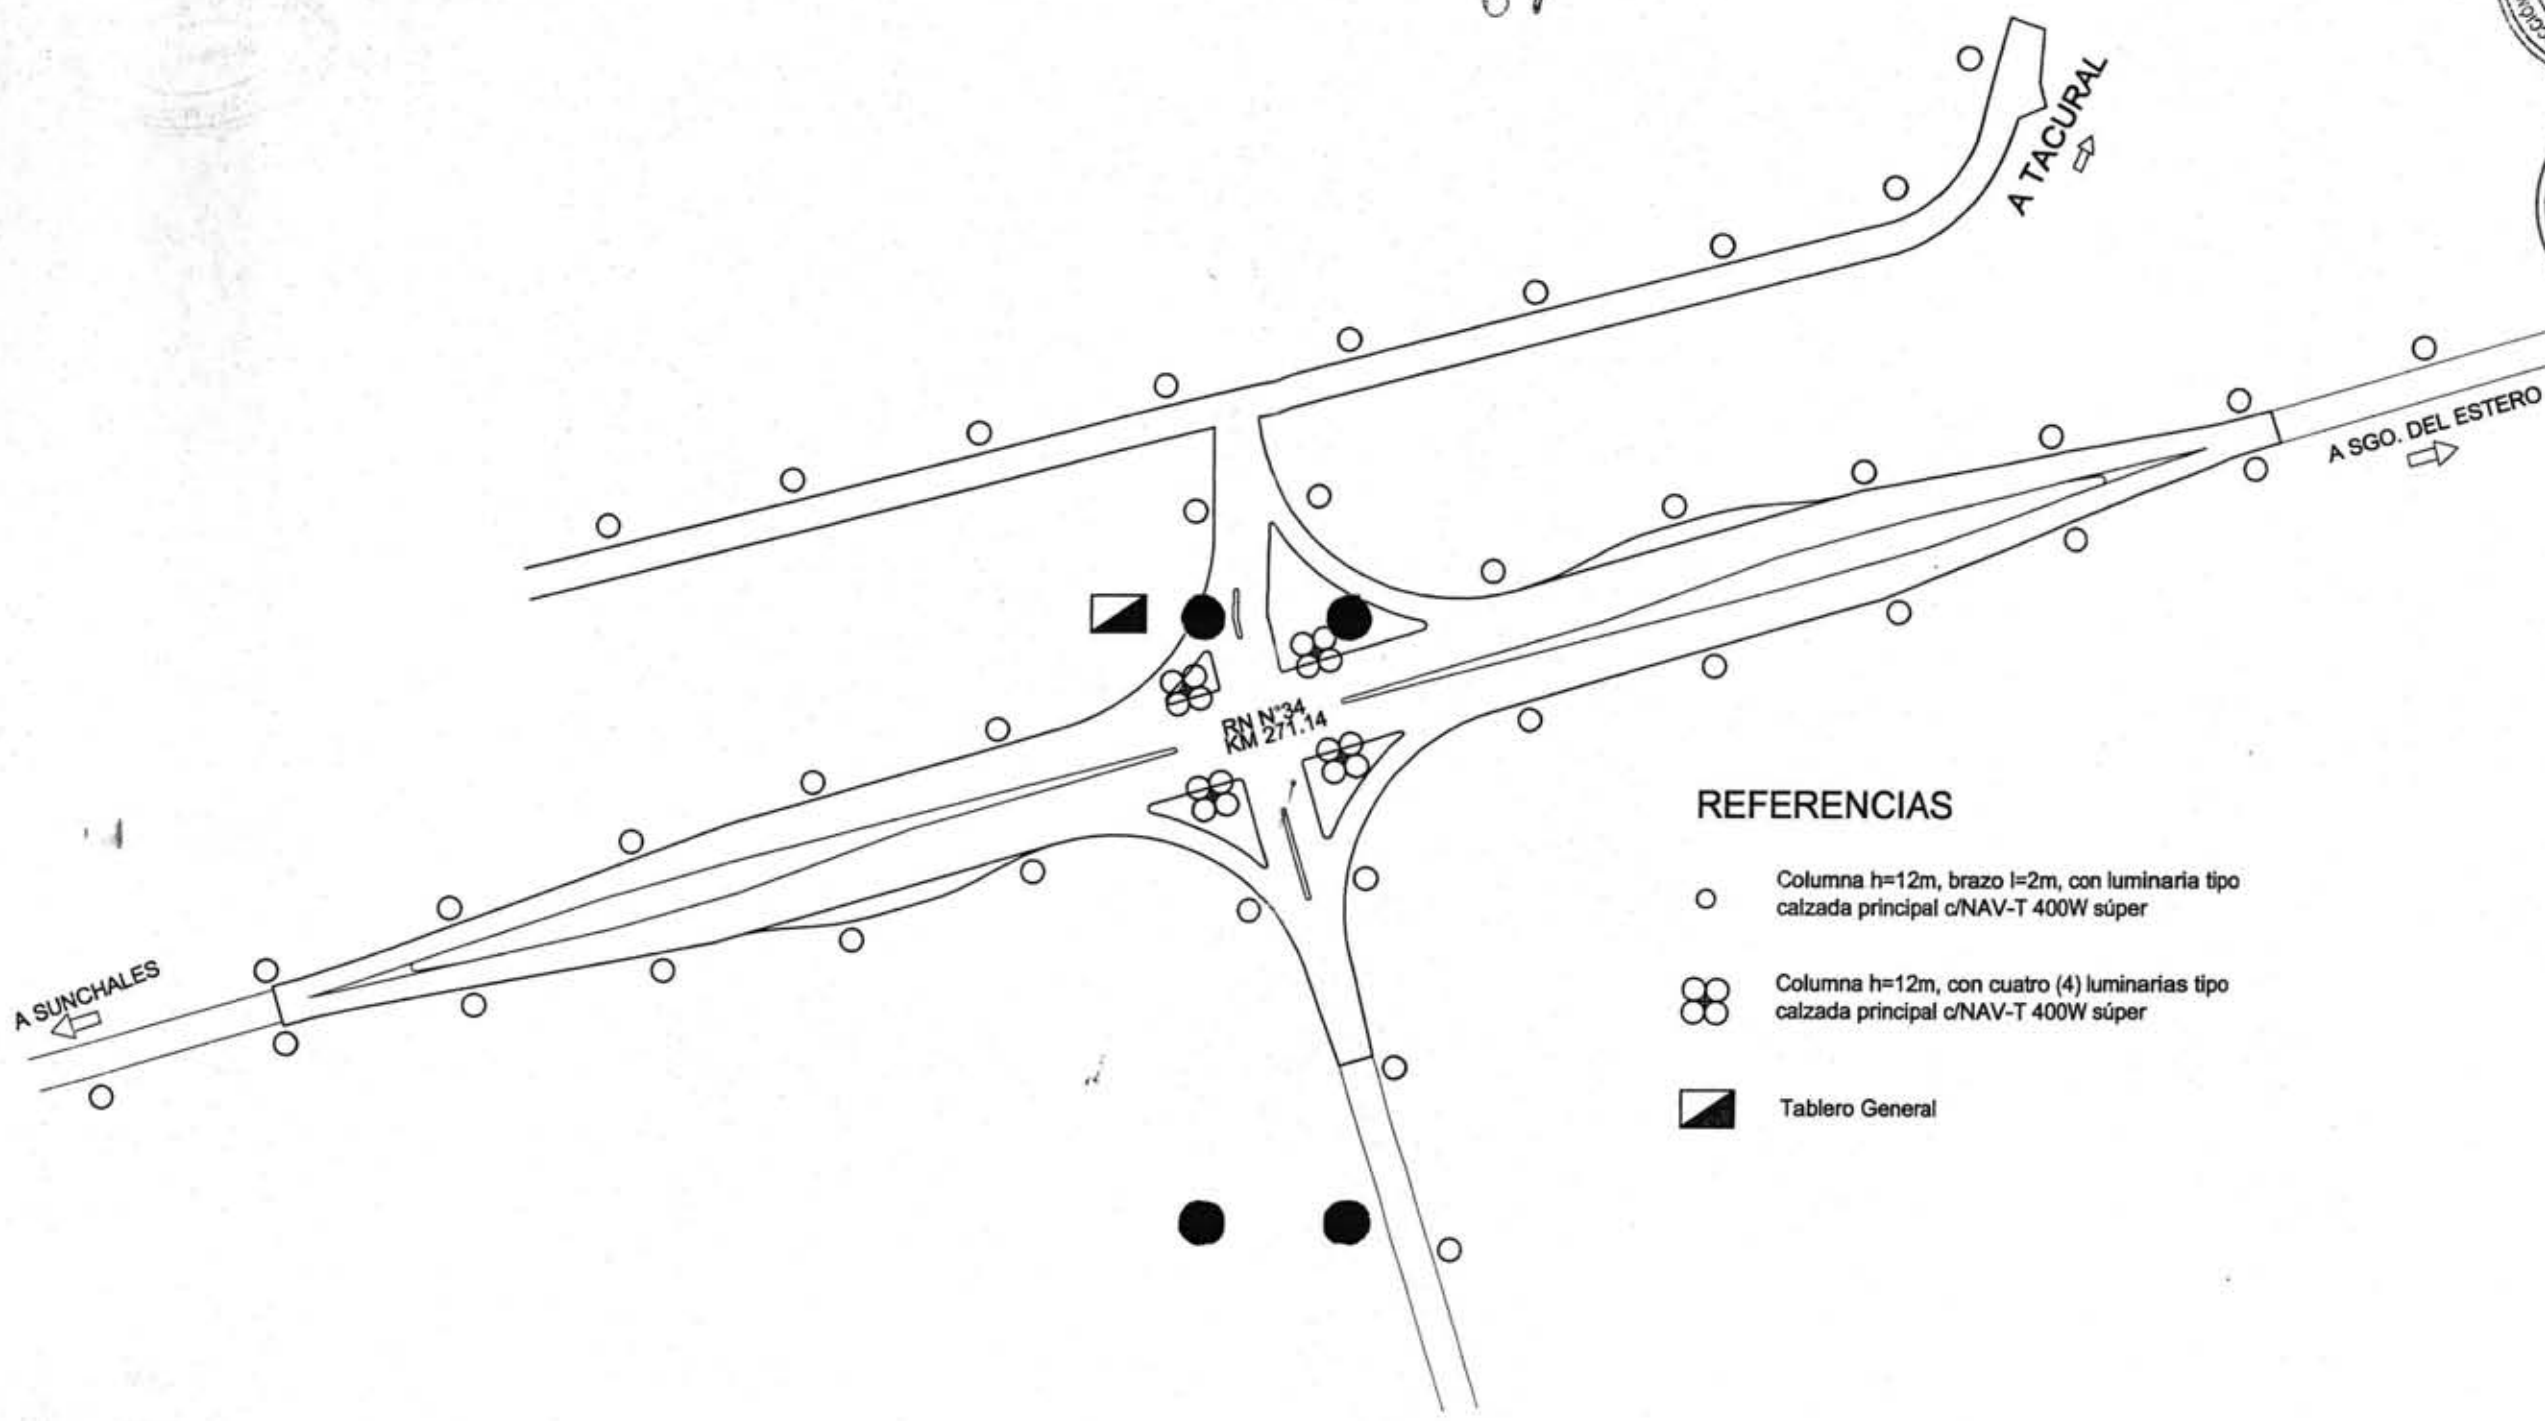 A TACURAL
A SGO. DEL ESTERO
RN N°34
KM 271.14
A SUNCHALES
REFERENCIAS
Columna h=12m, brazo l=2m, con luminaria tipo
calzada principal c/NAV-T 400W súper
Columna h=12m, con cuatro (4) luminarias tipo
calzada principal c/NAV-T 400W súper
Tablero General